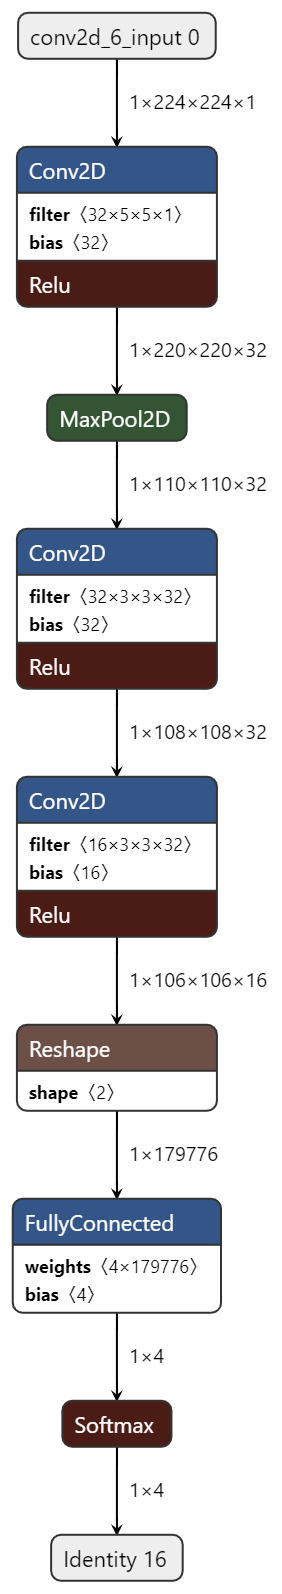 conv2d_6_input 0
1×224×224×1
Conv2D
filter〈32×5×5×1〉
bias〈32〉
Relu
1×220×220×32
MaxPool2D
1×110×110×32
Conv2D
filter〈32×3×3×32〉
bias〈32〉
Relu
1×108×108×32
Conv2D
filter〈16×3×3×32〉
bias〈16〉
Relu
1×106×106×16
Reshape
shape〈2〉
1×179776
FullyConnected
weights〈4×179776〉
bias〈4〉
1×4
Softmax
1×4
Identity 16